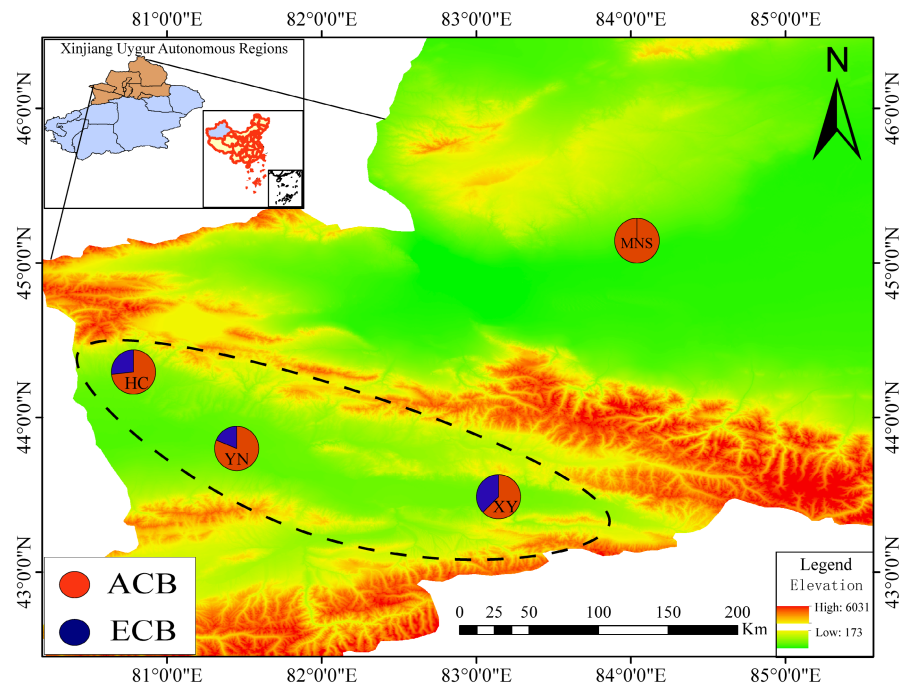 81°0'0"E 82°0'0"E 83°0'0"E 84°0'0"E 85°0'0"E
Xinjiang Uygur Autonomous Regions
N
46°0'0"N 46°0'0"N
MNS
45°0'0"N 45°0'0"N
HC
44°0'0"N 44°0'0"N
YN
XY
43°0'0"N 43°0'0"N
ACB
ECB
Legend
Elevation
High: 6031
Low: 173
0 25 50 100 150 200
Km
81°0'0"E 82°0'0"E 83°0'0"E 84°0'0"E 85°0'0"E